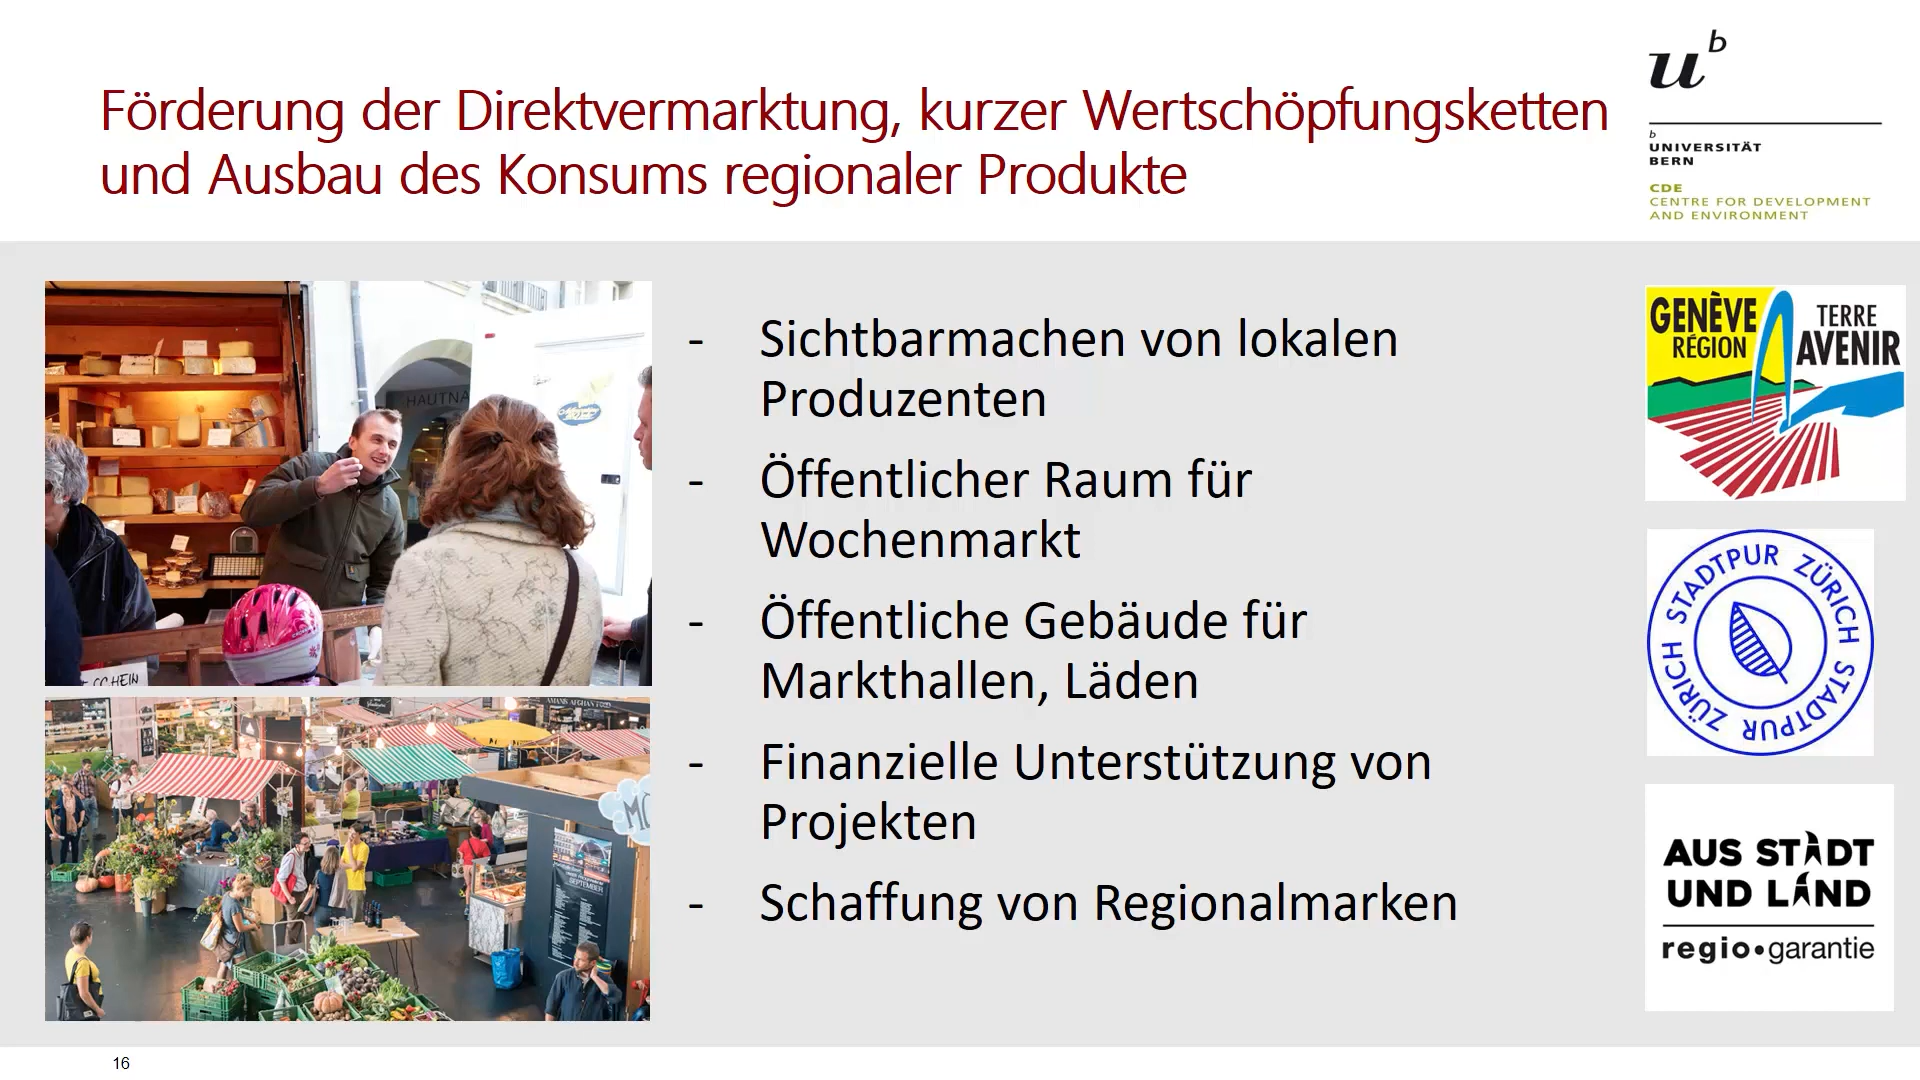 Förderung der Direktvermarktung, kurzer Wertschöpfungsketten
und Ausbau des Konsums regionaler Produkte
u b
b
UNIVERSITÄT
BERN
CDE
CENTRE FOR DEVELOPMENT
AND ENVIRONMENT
HAUTNA
- Sichtbarmachen von lokalen
Produzenten
- Öffentlicher Raum für
Wochenmarkt
- Öffentliche Gebäude für
Markthallen, Läden
- Finanzielle Unterstützung von
Projekten
- Schaffung von Regionalmarken
GENÈVE
RÉGION
TERRE
AVENIR
STADTPUR ZÜRICH STADTPUR ZÜRICH
AUS STADT
UND LAND
regio•garantie
SEPTEMBER
16